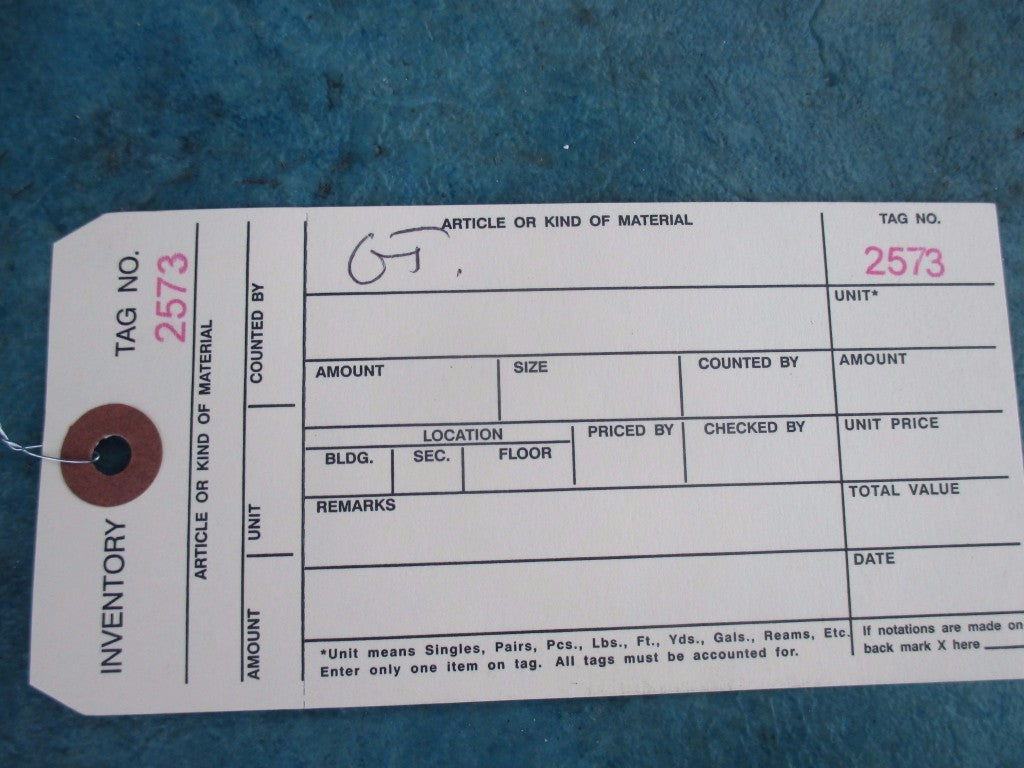 INVENTORY TAG NO.
2573
ARTICLE OR KIND OF MATERIAL
AMOUNT UNIT COUNTED BY
ARTICLE OR KIND OF MATERIAL
TAG NO.
2573
UNIT*
AMOUNT SIZE COUNTED BY AMOUNT
LOCATION PRICED BY CHECKED BY UNIT PRICE
BLDG. SEC. FLOOR
REMARKS TOTAL VALUE
DATE
*Unit means Singles, Pairs, Pcs., Lbs., Ft., Yds., Gals., Reams, Etc.
Enter only one item on tag. All tags must be accounted for.
If notations are made on
back mark X here